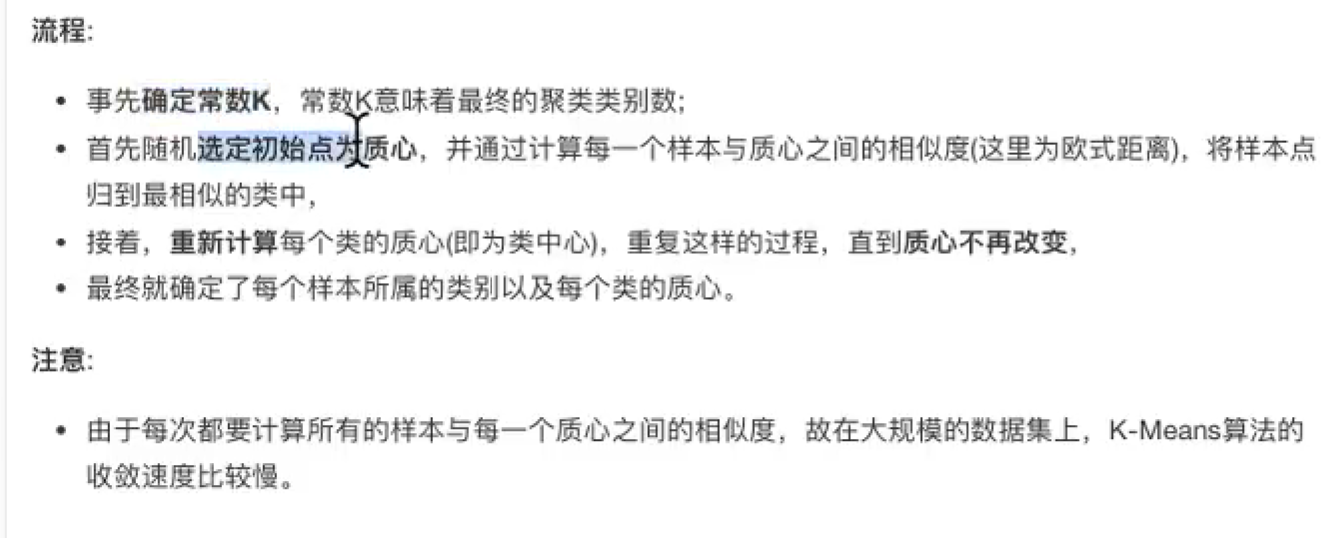 流程:
• 事先确定常数K，常数K意味着最终的聚类类别数;
• 首先随机选定初始点为质心，并通过计算每一个样本与质心之间的相似度(这里为欧式距离)，将样本点
归到最相似的类中，
• 接着，重新计算每个类的质心(即为类中心)，重复这样的过程，直到质心不再改变，
• 最终就确定了每个样本所属的类别以及每个类的质心。
注意:
• 由于每次都要计算所有的样本与每一个质心之间的相似度，故在大规模的数据集上，K-Means算法的
收敛速度比较慢。